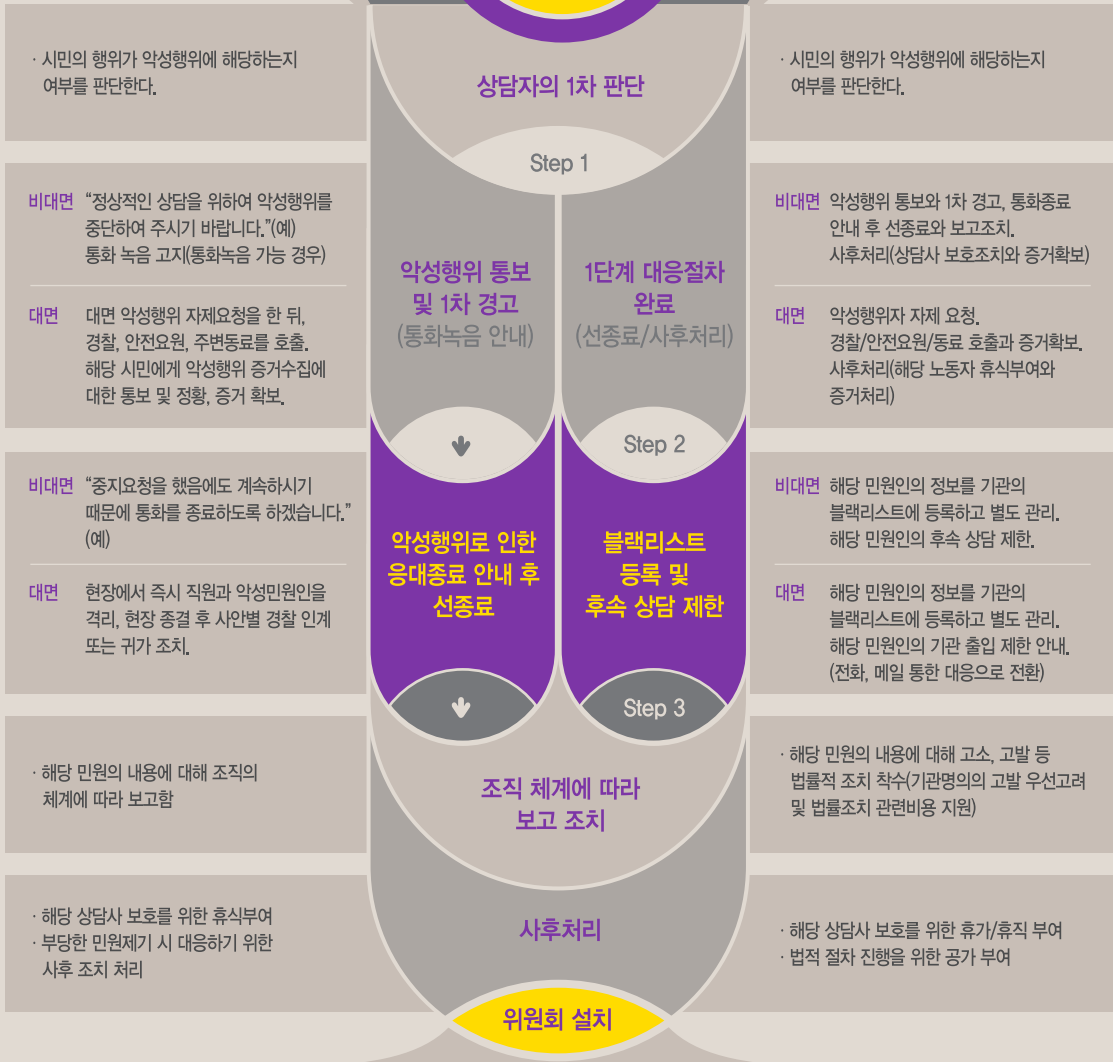 · 시민의 행위가 악성행위에 해당하는지
여부를 판단한다.
상담자의 1차 판단
· 시민의 행위가 악성행위에 해당하는지
여부를 판단한다.
Step 1
비대면 “정상적인 상담을 위하여 악성행위를
중단하여 주시기 바랍니다.”(예)
통화 녹음 고지(통화녹음 가능 경우)
대면 대면 악성행위 자제요청을 한 뒤,
경찰, 안전요원, 주변동료를 호출.
해당 시민에게 악성행위 증거수집에
대한 통보 및 정황, 증거 확보.
악성행위 통보
및 1차 경고
(통화녹음 안내)
1단계 대응절차
완료
(선종료/사후처리)
비대면 악성행위 통보와 1차 경고, 통화종료
안내 후 선종료와 보고조치.
사후처리(상담사 보호조치와 증거확보)
대면 악성행위자 자제 요청.
경찰/안전요원/동료 호출과 증거확보.
사후처리(해당 노동자 휴식부여와
증거처리)
Step 2
비대면 “중지요청을 했음에도 계속하시기
때문에 통화를 종료하도록 하겠습니다.”
(예)
대면 현장에서 즉시 직원과 악성민원인을
격리, 현장 종결 후 사안별 경찰 인계
또는 귀가 조치.
악성행위로 인한
응대종료 안내 후
선종료
블랙리스트
등록 및
후속 상담 제한
비대면 해당 민원인의 정보를 기관의
블랙리스트에 등록하고 별도 관리.
해당 민원인의 후속 상담 제한.
대면 해당 민원인의 정보를 기관의
블랙리스트에 등록하고 별도 관리.
해당 민원인의 기관 출입 제한 안내.
(전화, 메일 통한 대응으로 전환)
Step 3
· 해당 민원의 내용에 대해 조직의
체계에 따라 보고함
조직 체계에 따라
보고 조치
· 해당 민원의 내용에 대해 고소, 고발 등
법률적 조치 착수(기관명의의 고발 우선고려
및 법률조치 관련비용 지원)
· 해당 상담사 보호를 위한 휴식부여
· 부당한 민원제기 시 대응하기 위한
사후 조치 처리
사후처리
· 해당 상담사 보호를 위한 휴가/휴직 부여
· 법적 절차 진행을 위한 공가 부여
위원회 설치